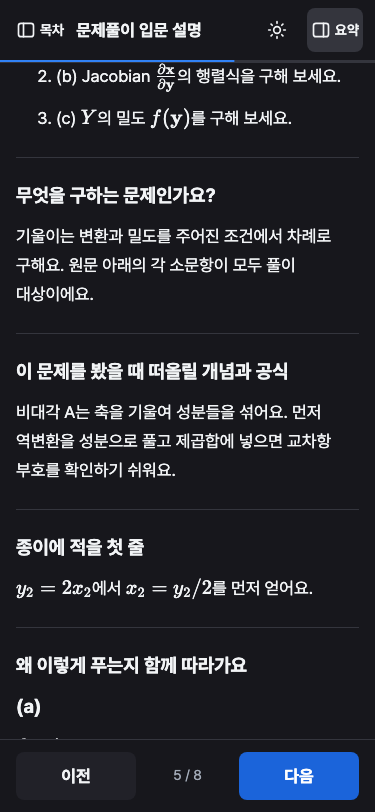 목차 문제풀이 입문 설명 요약
2. (b) Jacobian ∂x/∂y의 행렬식을 구해 보세요.
3. (c) Y의 밀도 f(y)를 구해 보세요.
무엇을 구하는 문제인가요?
기울이는 변환과 밀도를 주어진 조건에서 차례로
구해요. 원문 아래의 각 소문항이 모두 풀이
대상이에요.
이 문제를 봤을 때 떠올릴 개념과 공식
비대각 A는 축을 기울여 성분들을 섞어요. 먼저
역변환을 성분으로 풀고 제곱합에 넣으면 교차항
부호를 확인하기 쉬워요.
종이에 적을 첫 줄
y₂ = 2x₂에서 x₂ = y₂/2를 먼저 얻어요.
왜 이렇게 푸는지 함께 따라가요
(a)
이전 5 / 8 다음